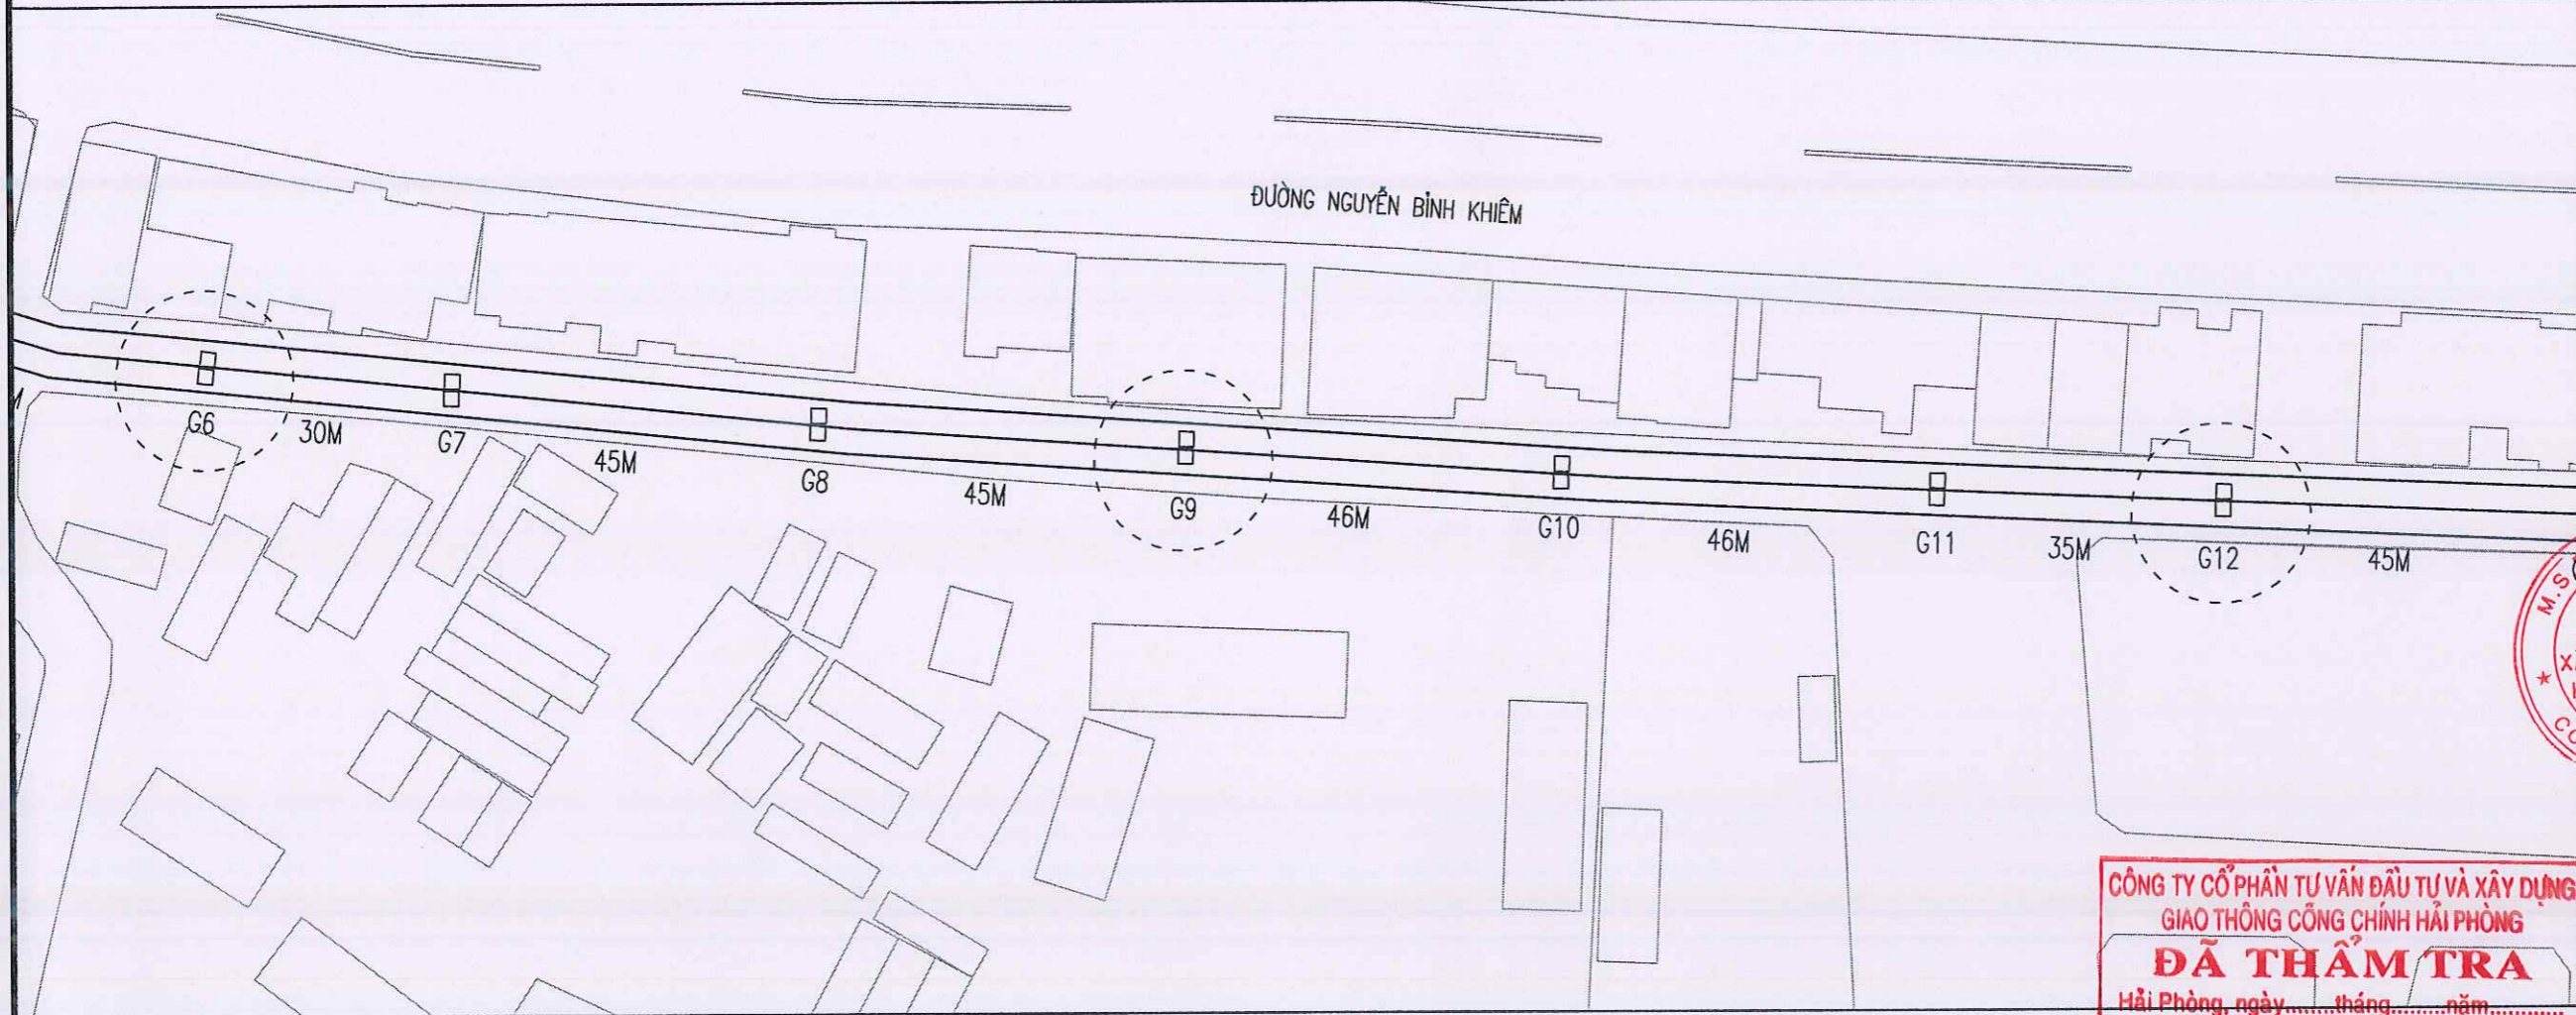 ĐƯỜNG NGUYỄN BỈNH KHIÊM
G6
30M
G7
45M
G8
45M
G9
46M
G10
46M
G11
35M
G12
45M
M.S
CÔNG TY CỔ PHẦN TƯ VẤN ĐẦU TƯ VÀ XÂY DỰNG
GIAO THÔNG CÔNG CHÍNH HẢI PHÒNG
ĐÃ THẨM TRA
Hải Phòng, ngày........tháng........năm............